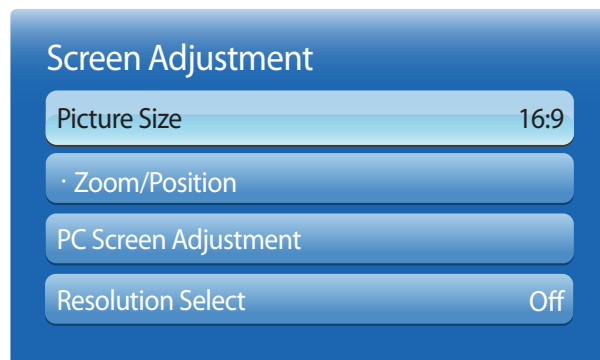 Screen Adjustment
Picture Size 16:9
· Zoom/Position
PC Screen Adjustment
Resolution Select Off